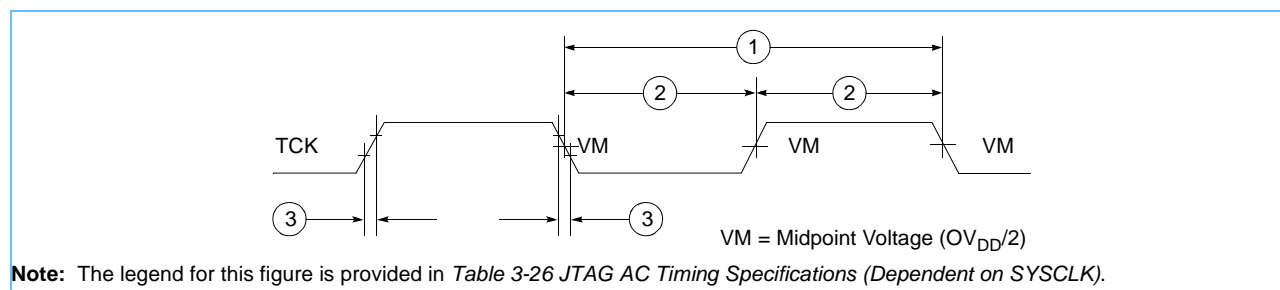 1
2 2
TCK VM VM VM
3 3
VM = Midpoint Voltage (OVDD/2)
Note: The legend for this figure is provided in Table 3-26 JTAG AC Timing Specifications (Dependent on SYSCLK).